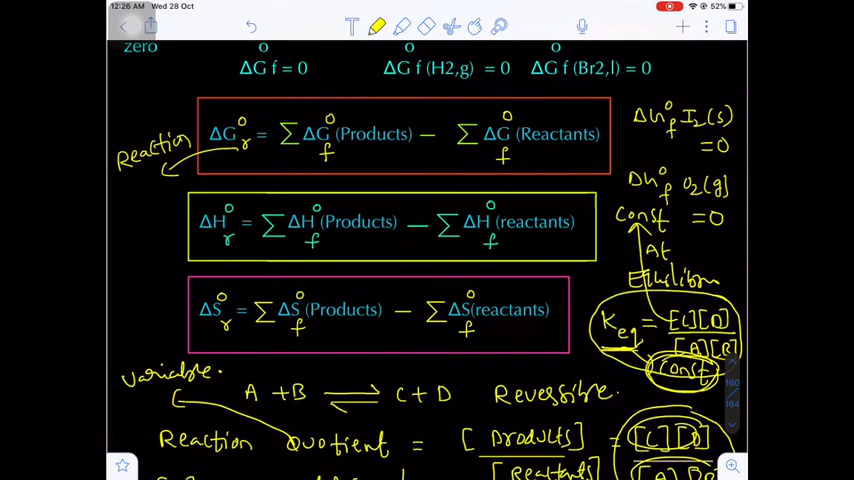 12:26 AM Wed 28 Oct
52%
zero
ΔG f = 0
o
ΔG f (H2,g) = 0
o
ΔG f (Br2,l) = 0
o
ΔG°r = Σ ΔG°f (Products) — Σ ΔG°f (Reactants)
Reaction
ΔH°f I2(s)
= 0
ΔH°f O2(g)
= 0
ΔH°r = Σ ΔH°f (Products) — Σ ΔH°f (reactants)
Const
At
Equilibrium
ΔS°r = Σ ΔS°f (Products) — Σ ΔS°f (reactants)
Keq = [C][D]
[A][B]
Const
Variable.
A + B ⇌ C + D Reversible.
160
/
164
Reaction Quotient = [Products] = [C][D]
[Reactants]